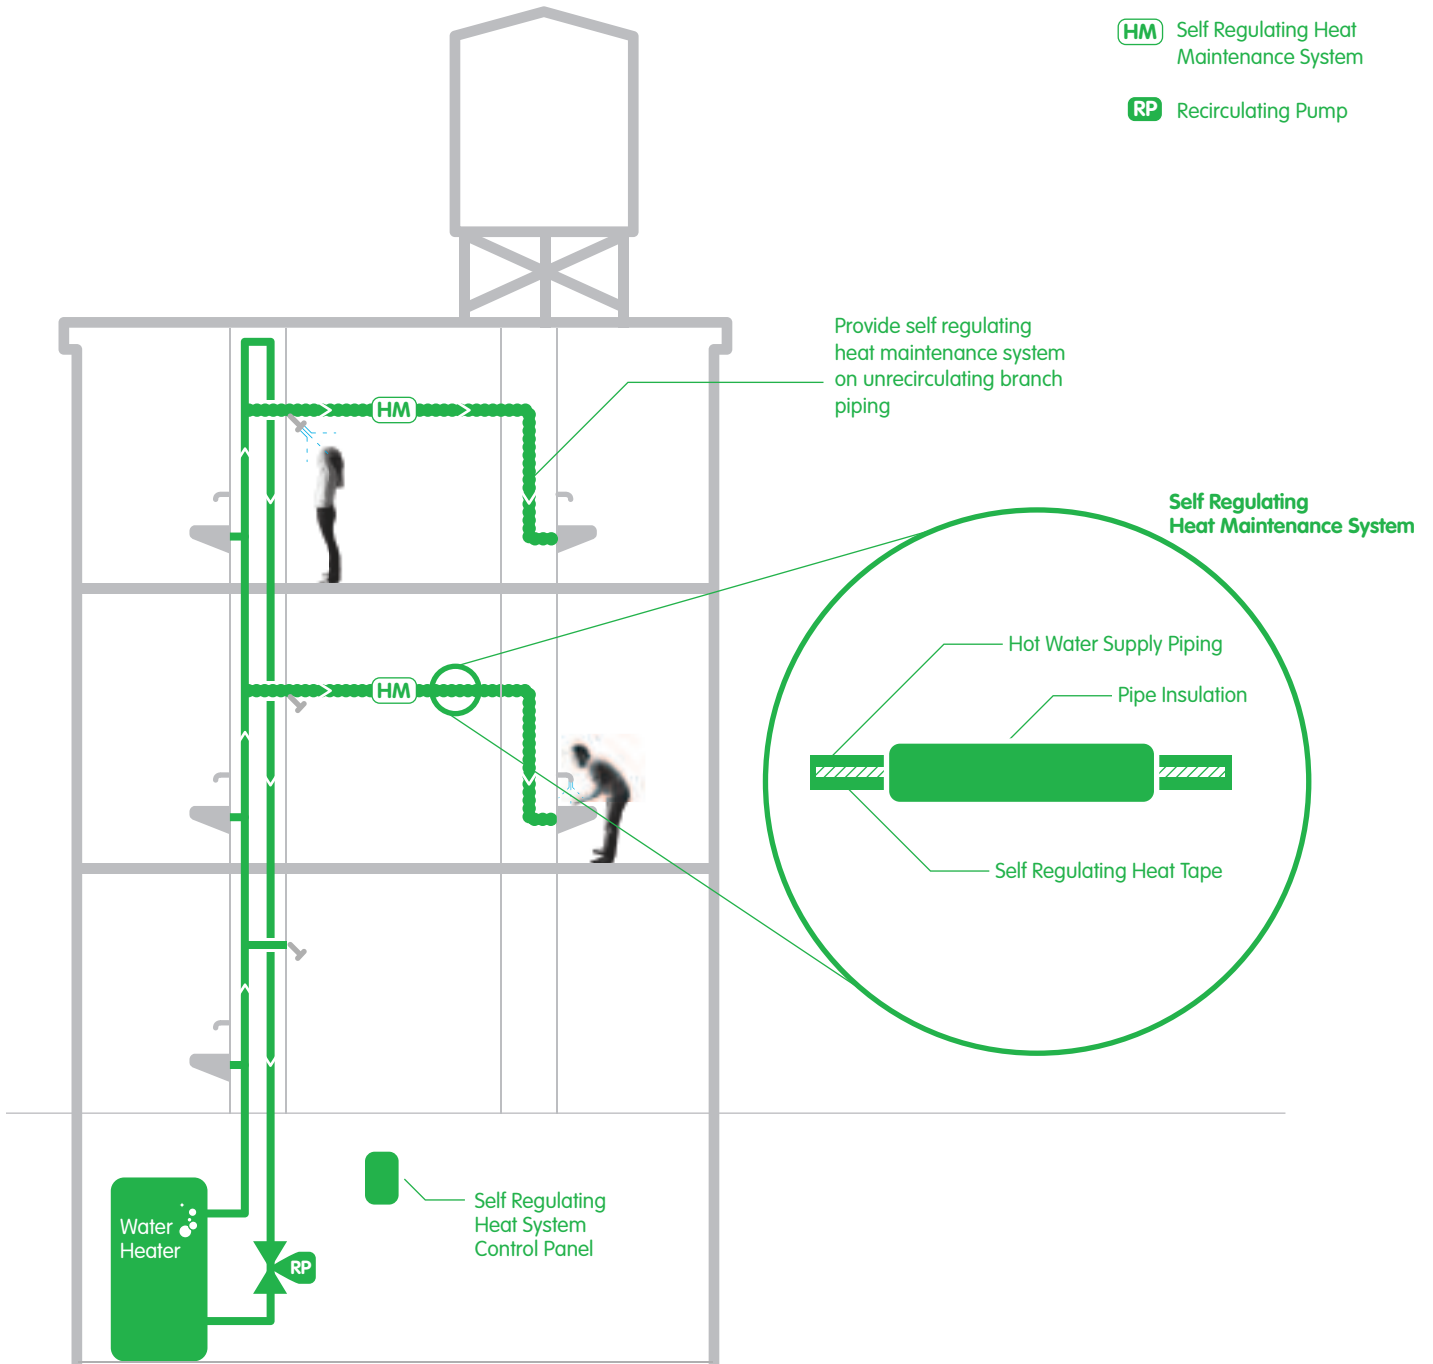 HM Self Regulating Heat
Maintenance System
RP Recirculating Pump
Provide self regulating
heat maintenance system
on unrecirculating branch
piping
HM
Self Regulating
Heat Maintenance System
Hot Water Supply Piping
HM
Pipe Insulation
Self Regulating Heat Tape
Self Regulating
Heat System
Control Panel
Water
Heater
RP